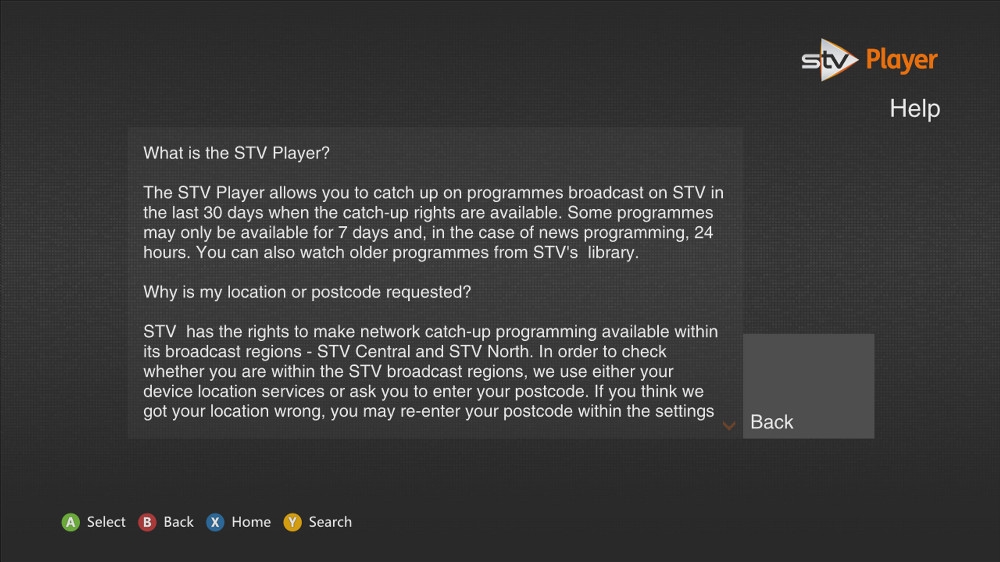 stv Player
Help
What is the STV Player?
The STV Player allows you to catch up on programmes broadcast on STV in
the last 30 days when the catch-up rights are available. Some programmes
may only be available for 7 days and, in the case of news programming, 24
hours. You can also watch older programmes from STV's  library.
Why is my location or postcode requested?
STV  has the rights to make network catch-up programming available within
its broadcast regions - STV Central and STV North. In order to check
whether you are within the STV broadcast regions, we use either your
device location services or ask you to enter your postcode. If you think we
got your location wrong, you may re-enter your postcode within the settings
Back
A Select B Back X Home Y Search